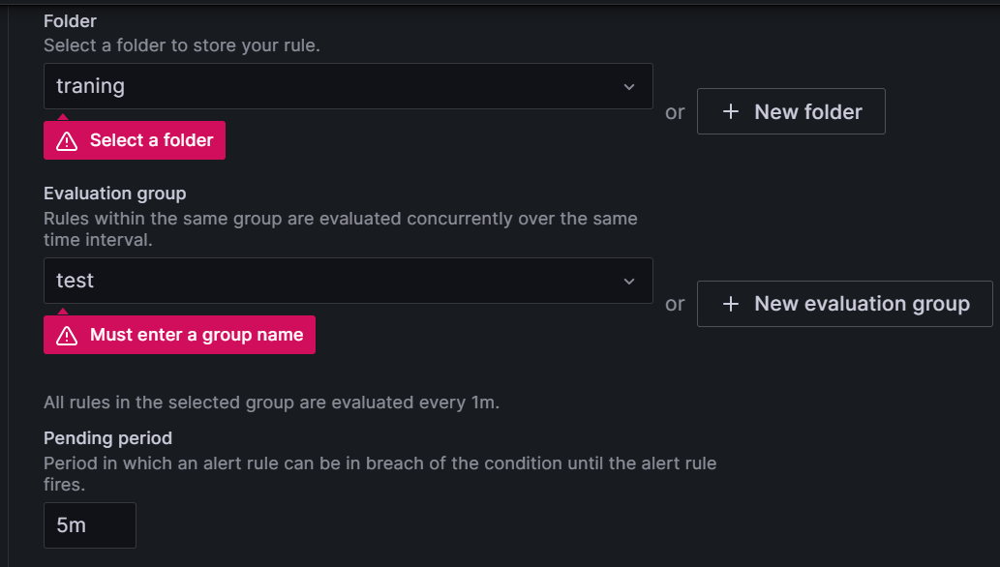 Folder
Select a folder to store your rule.
traning
or
+ New folder
Select a folder
Evaluation group
Rules within the same group are evaluated concurrently over the same
time interval.
test
or
+ New evaluation group
Must enter a group name
All rules in the selected group are evaluated every 1m.
Pending period
Period in which an alert rule can be in breach of the condition until the alert rule
fires.
5m